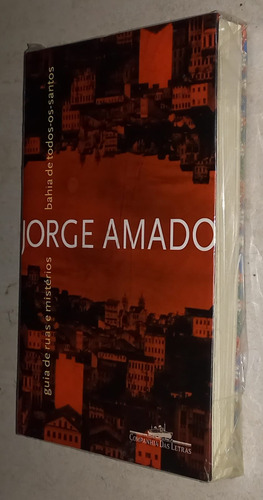 bahia de todos-os-santos
JORGE AMADO
guia de ruas e mistérios
COMPANHIA DAS LETRAS